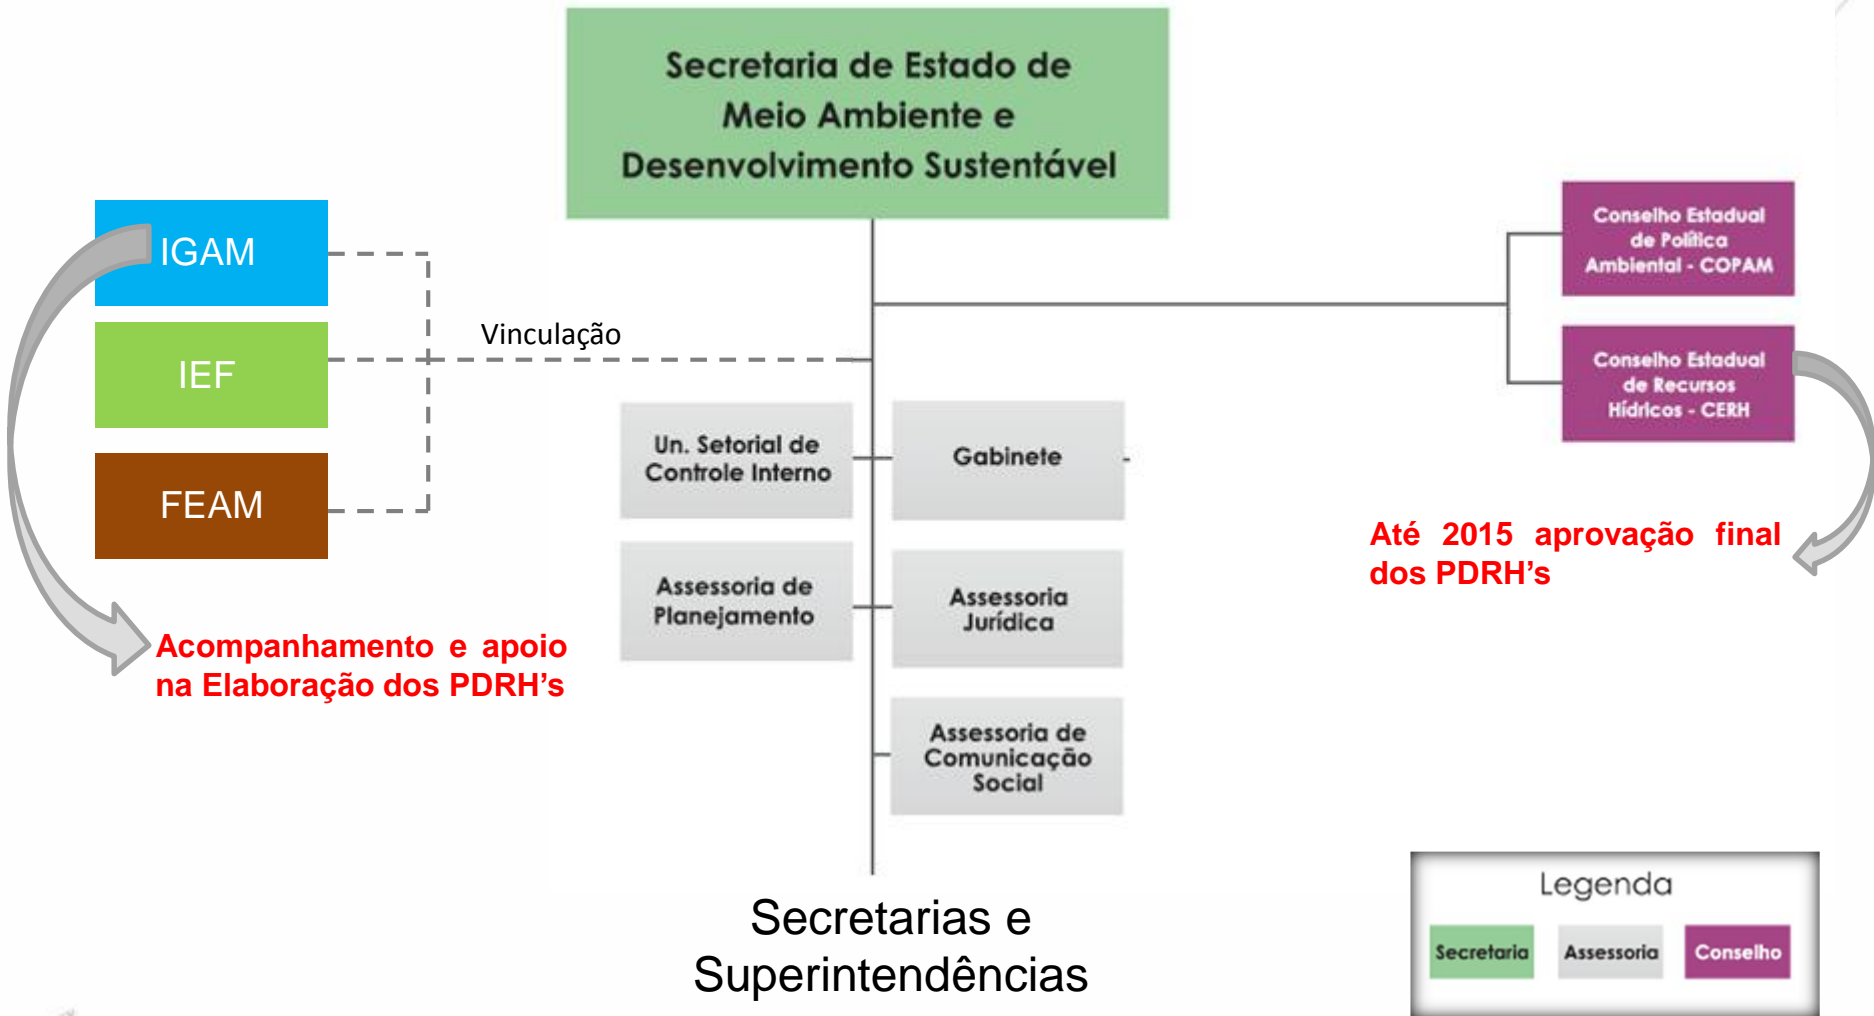 Secretaria de Estado de
Meio Ambiente e
Desenvolvimento Sustentável
IGAM
IEF
FEAM
Vinculação
Conselho Estadual
de Política
Ambiental - COPAM
Conselho Estadual
de Recursos
Hídricos - CERH
Un. Setorial de
Controle Interno
Gabinete
Assessoria de
Planejamento
Assessoria
Jurídica
Assessoria de
Comunicação
Social
Até 2015 aprovação final
dos PDRH’s
Acompanhamento e apoio
na Elaboração dos PDRH’s
Secretarias e
Superintendências
Legenda
Secretaria
Assessoria
Conselho